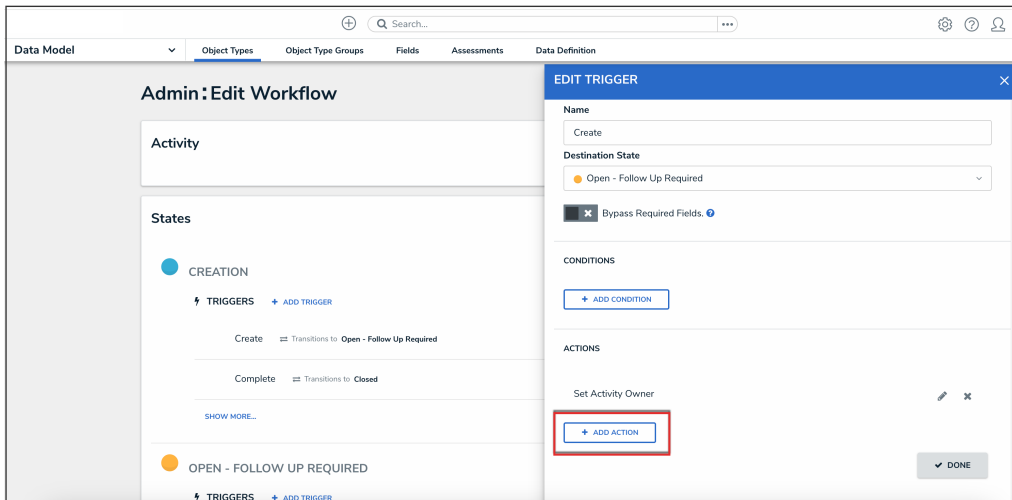 Search...
Data Model
Object Types
Object Type Groups
Fields
Assessments
Data Definition
Admin:Edit Workflow
Activity
States
CREATION
TRIGGERS + ADD TRIGGER
Create Transitions to Open - Follow Up Required
Complete Transitions to Closed
SHOW MORE...
OPEN - FOLLOW UP REQUIRED
TRIGGERS + ADD TRIGGER
EDIT TRIGGER
Name
Create
Destination State
Open - Follow Up Required
Bypass Required Fields.
CONDITIONS
+ ADD CONDITION
ACTIONS
Set Activity Owner
+ ADD ACTION
DONE